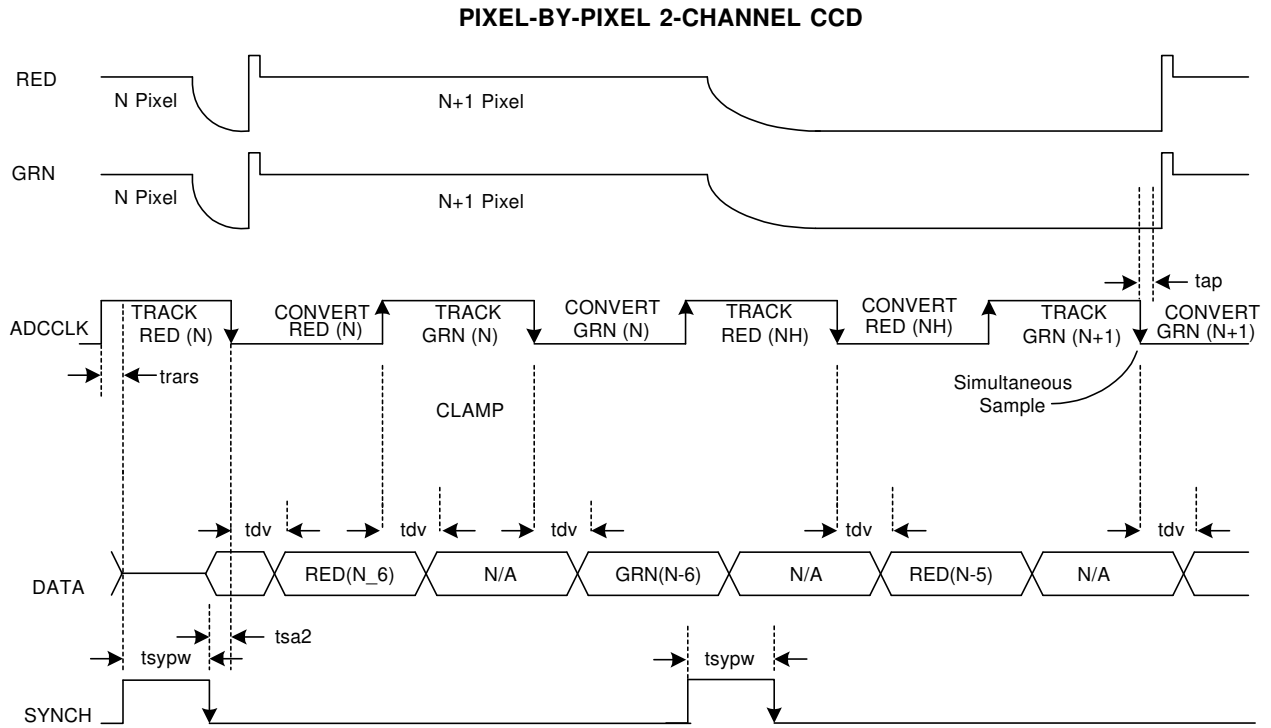 PIXEL-BY-PIXEL 2-CHANNEL CCD
RED
N Pixel
N+1 Pixel
GRN
N Pixel
N+1 Pixel
tap
ADCCLK
TRACK
RED (N)
CONVERT
RED (N)
TRACK
GRN (N)
CONVERT
GRN (N)
TRACK
RED (NH)
CONVERT
RED (NH)
TRACK
GRN (N+1)
CONVERT
GRN (N+1)
trars
CLAMP
Simultaneous
Sample
tdv
tdv
tdv
tdv
tdv
DATA
RED(N_6)
N/A
GRN(N-6)
N/A
RED(N-5)
N/A
tsa2
tsypw
tsypw
SYNCH